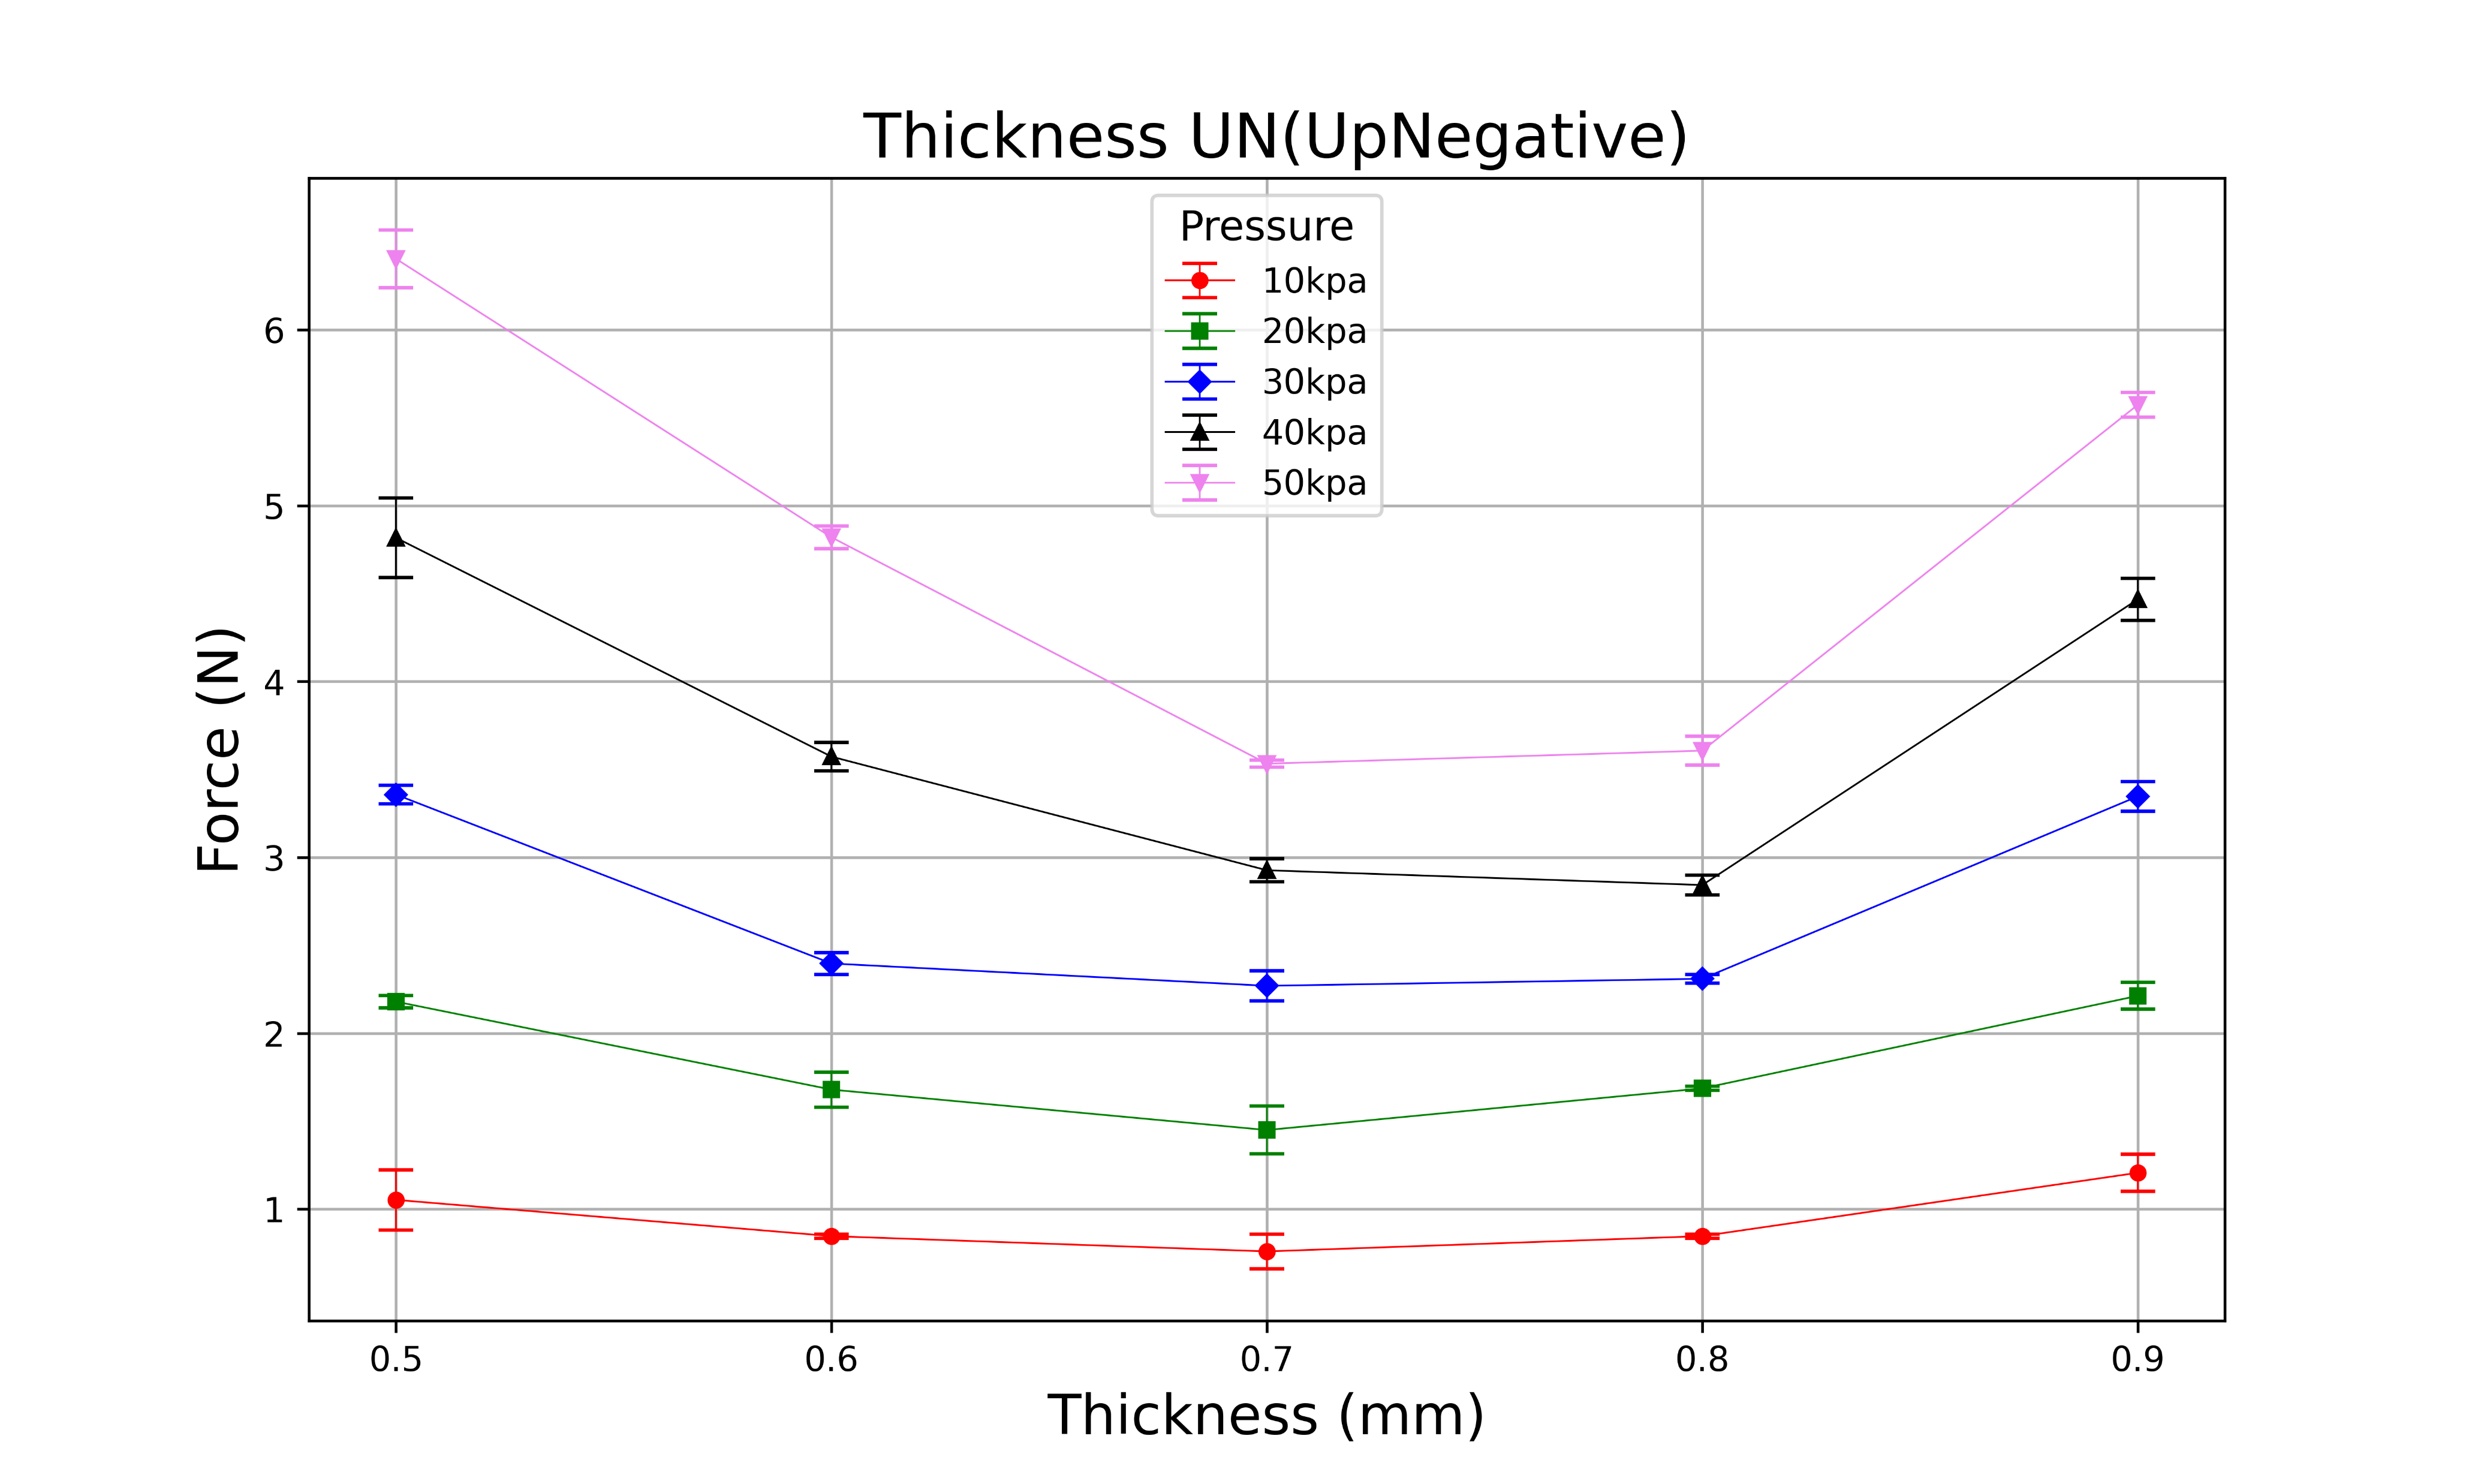 Thickness UN(UpNegative)
Pressure
10kpa
20kpa
30kpa
40kpa
50kpa
Force (N)
6
5
4
3
2
1
0.5 0.6 0.7 0.8 0.9
Thickness (mm)